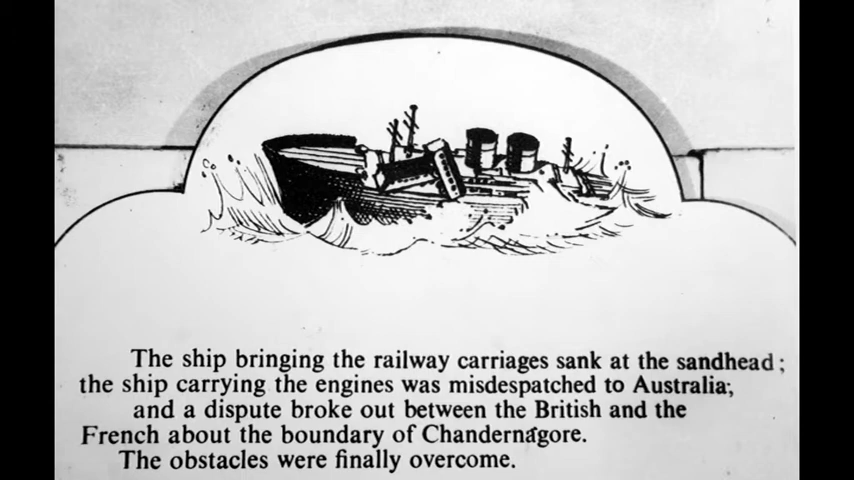 The ship bringing the railway carriages sank at the sandhead;
the ship carrying the engines was misdespatched to Australia;
and a dispute broke out between the British and the
French about the boundary of Chandernagore.
The obstacles were finally overcome.